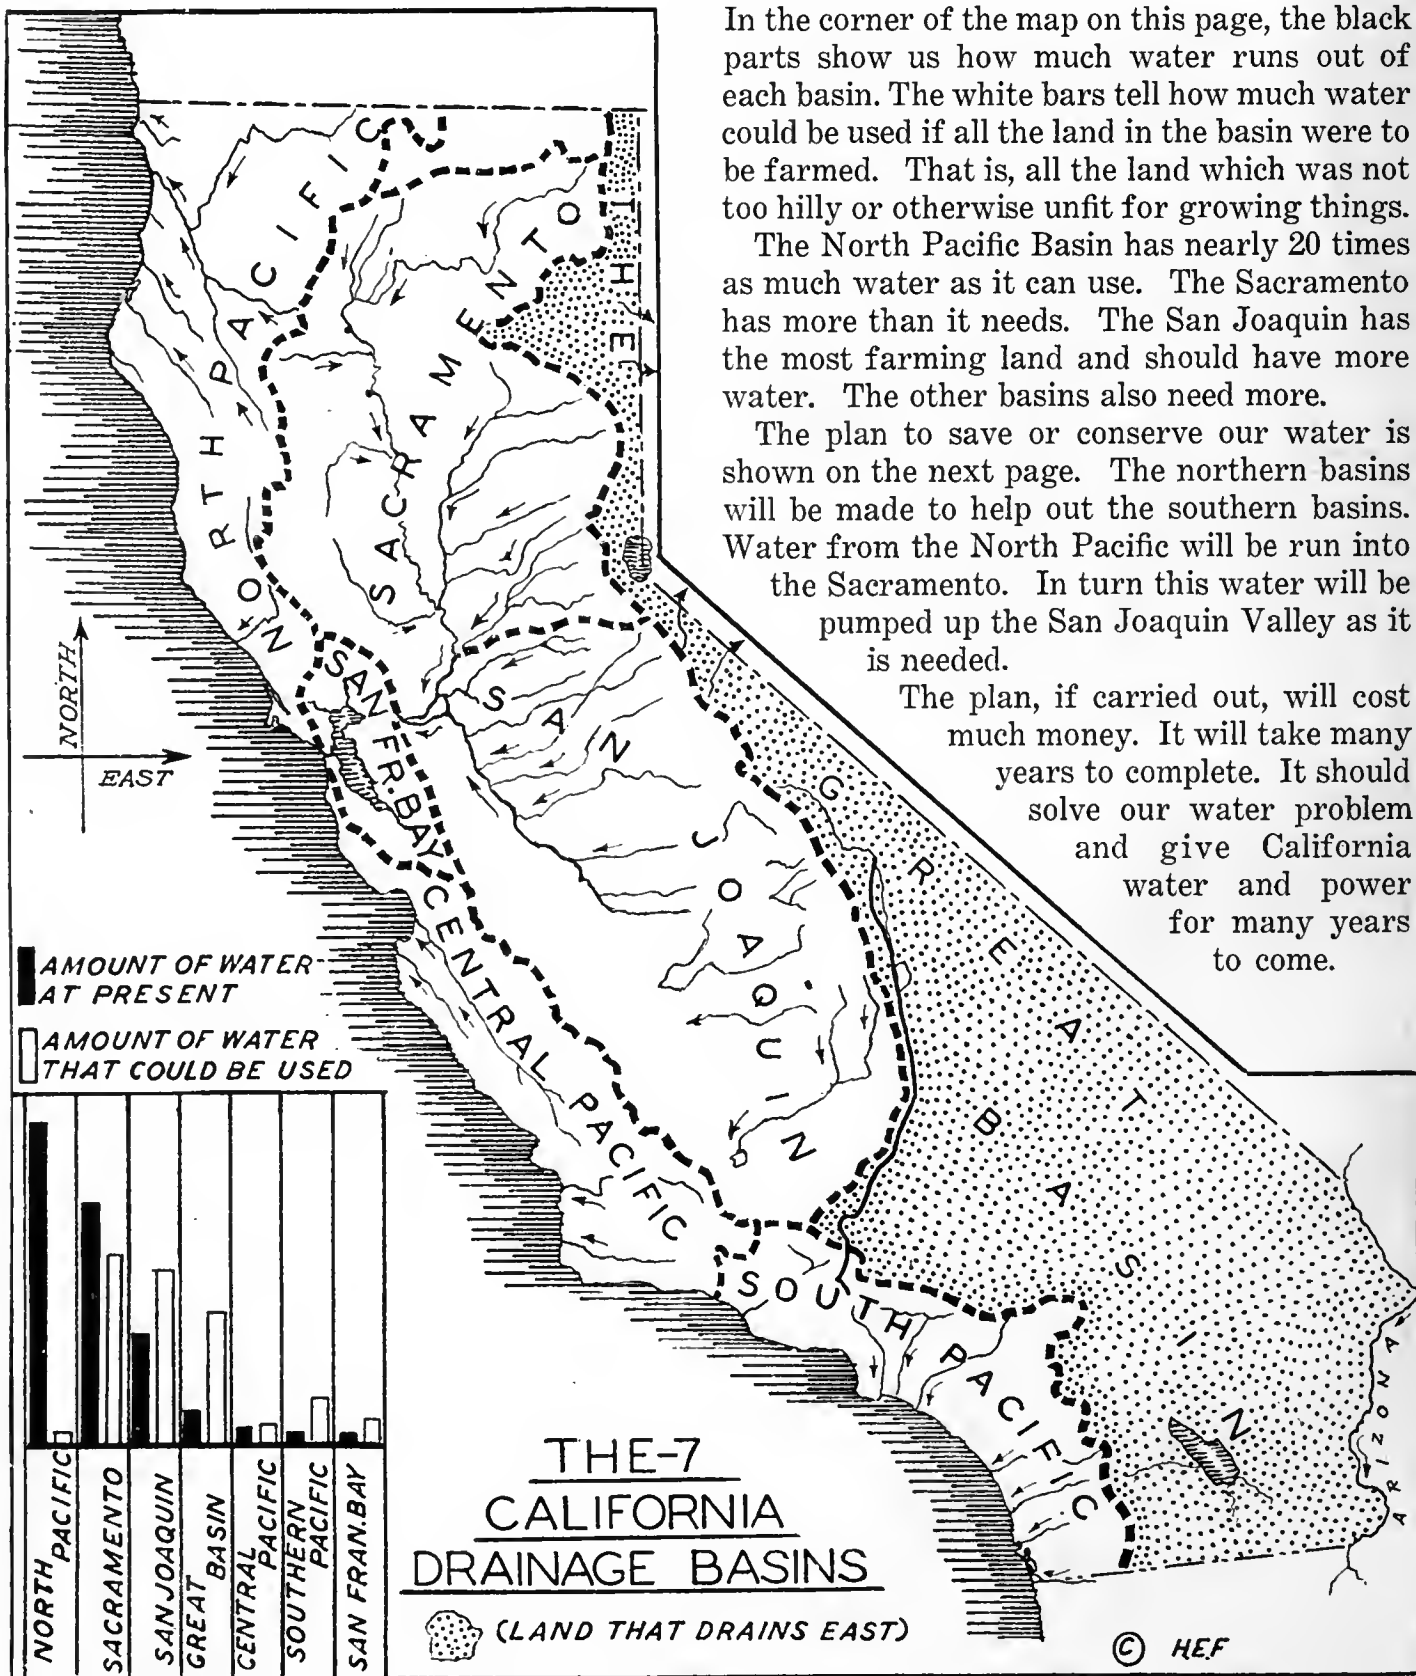 In the corner of the map on this page, the black
parts show us how much water runs out of
each basin. The white bars tell how much water
could be used if all the land in the basin were to
be farmed. That is, all the land which was not
too hilly or otherwise unfit for growing things.
The North Pacific Basin has nearly 20 times
as much water as it can use. The Sacramento
has more than it needs. The San Joaquin has
the most farming land and should have more
water. The other basins also need more.
The plan to save or conserve our water is
shown on the next page. The northern basins
will be made to help out the southern basins.
Water from the North Pacific will be run into
the Sacramento. In turn this water will be
pumped up the San Joaquin Valley as it
is needed.
The plan, if carried out, will cost
much money. It will take many
years to complete. It should
solve our water problem
and give California
water and power
for many years
to come.
NORTH PACIFIC
SACRAMENTO
THE GREAT BASIN
SAN FR. BAY
SAN JOAQUIN
CENTRAL PACIFIC
SOUTH PACIFIC
ARIZONA
NORTH
EAST
AMOUNT OF WATER
AT PRESENT
AMOUNT OF WATER
THAT COULD BE USED
NORTH
PACIFIC
SACRAMENTO
SAN JOAQUIN
GREAT
BASIN
CENTRAL
PACIFIC
SOUTHERN
PACIFIC
SAN FRAN. BAY
THE-7
CALIFORNIA
DRAINAGE BASINS
(LAND THAT DRAINS EAST)
© H.E.F